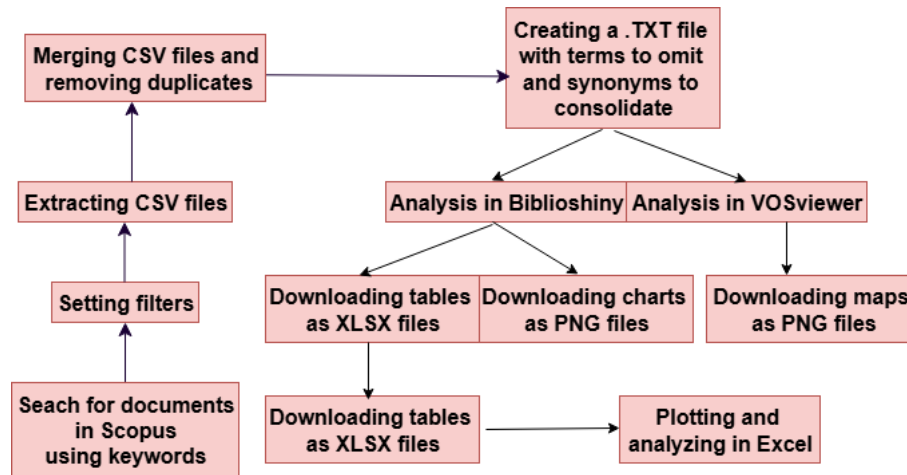 Merging CSV files and
removing duplicates
Creating a .TXT file
with terms to omit
and synonyms to
consolidate
Extracting CSV files
Analysis in Biblioshiny
Analysis in VOSviewer
Setting filters
Downloading tables
as XLSX files
Downloading charts
as PNG files
Downloading maps
as PNG files
Seach for documents
in Scopus
using keywords
Downloading tables
as XLSX files
Plotting and
analyzing in Excel